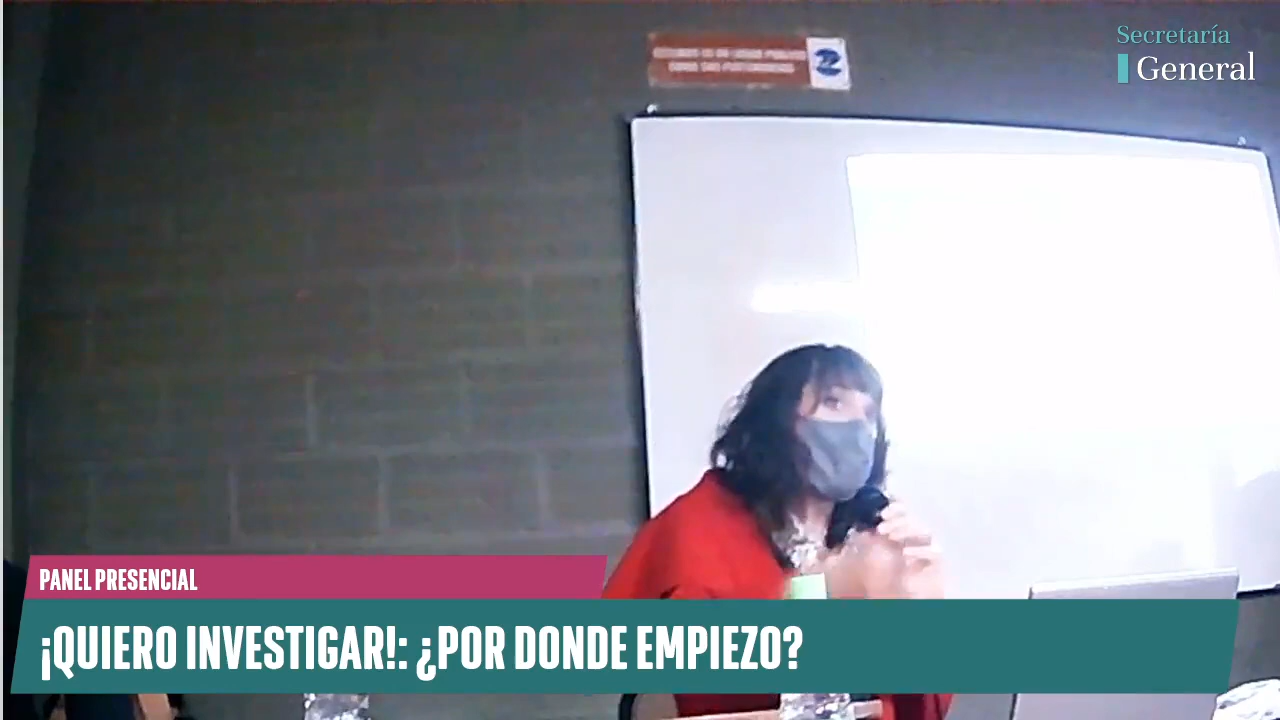 Secretaría
General
PANEL PRESENCIAL
¡QUIERO INVESTIGAR!: ¿POR DONDE EMPIEZO?